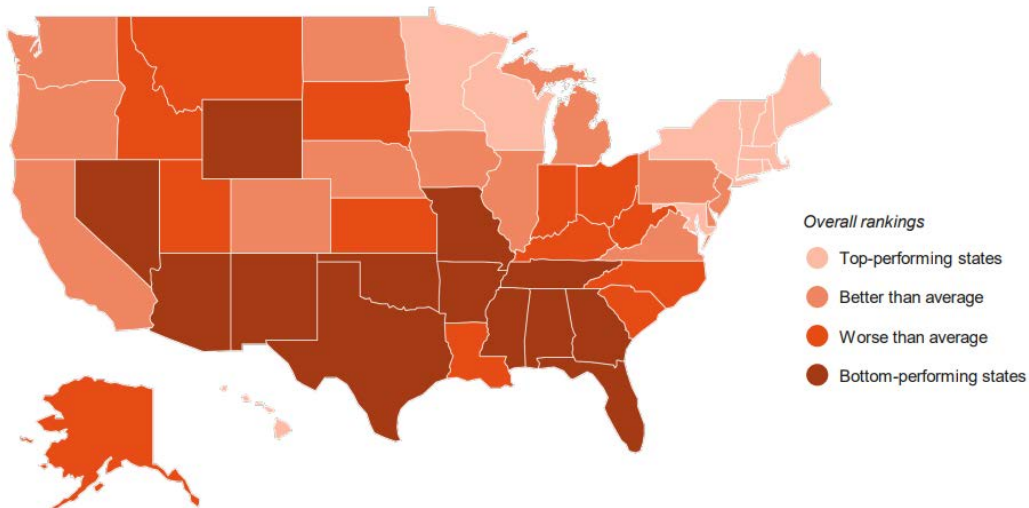 Overall rankings
Top-performing states
Better than average
Worse than average
Bottom-performing states